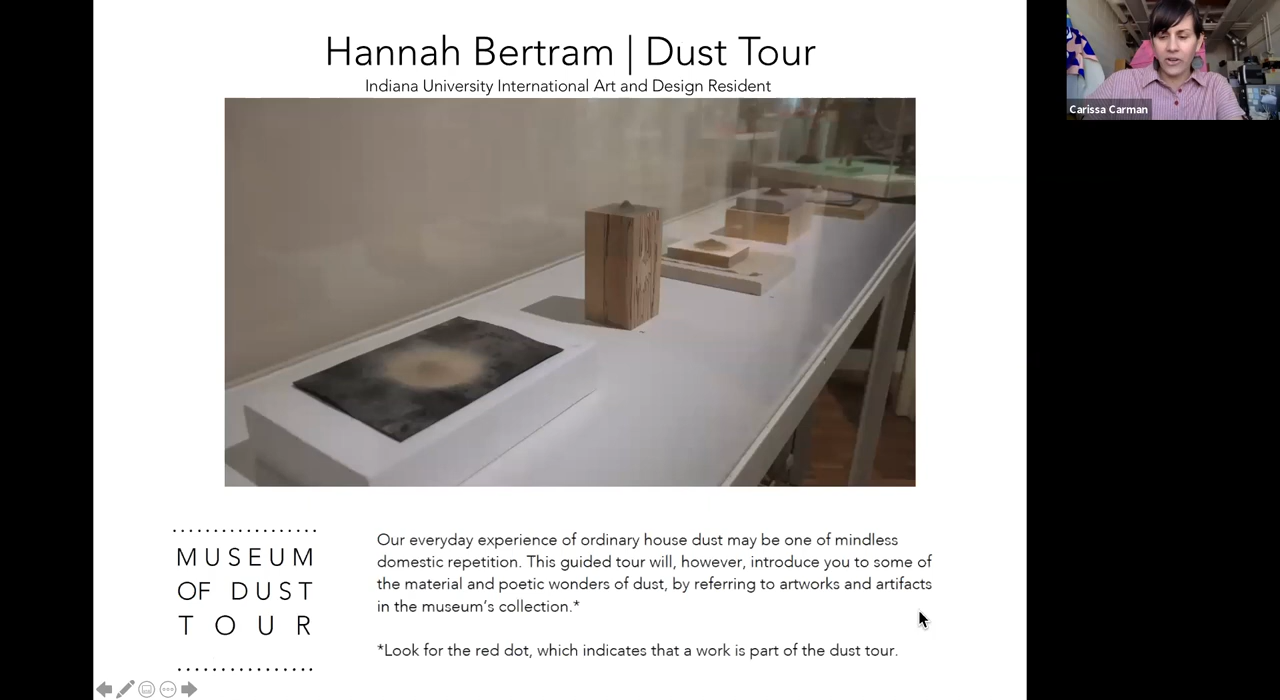 Hannah Bertram | Dust Tour
Indiana University International Art and Design Resident
Carissa Carman
MUSEUM
OF DUST
TOUR
Our everyday experience of ordinary house dust may be one of mindless
domestic repetition. This guided tour will, however, introduce you to some of
the material and poetic wonders of dust, by referring to artworks and artifacts
in the museum's collection.*
*Look for the red dot, which indicates that a work is part of the dust tour.